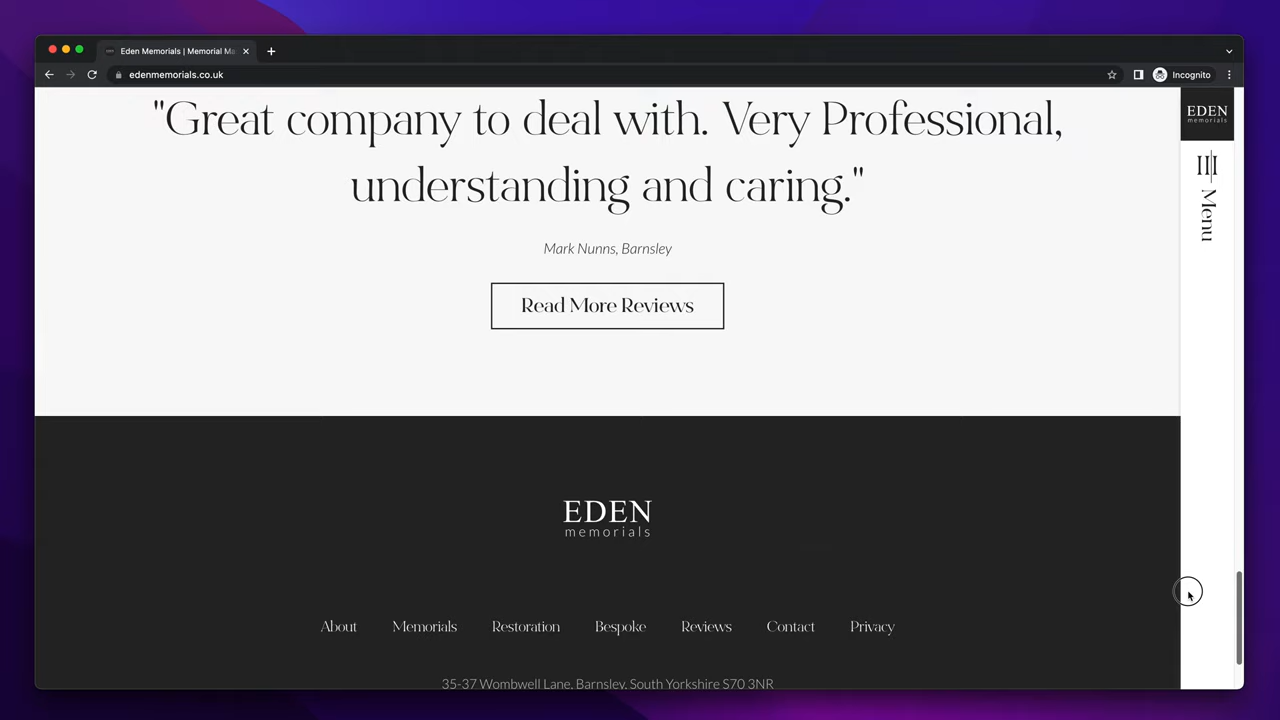 Eden Memorials | Memorial Ma
edenmemorials.co.uk
Incognito
"Great company to deal with. Very Professional,
understanding and caring."
Mark Nunns, Barnsley
Read More Reviews
EDEN
memorials
Menu
EDEN
memorials
About Memorials Restoration Bespoke Reviews Contact Privacy
35-37 Wombwell Lane, Barnsley, South Yorkshire S70 3NR